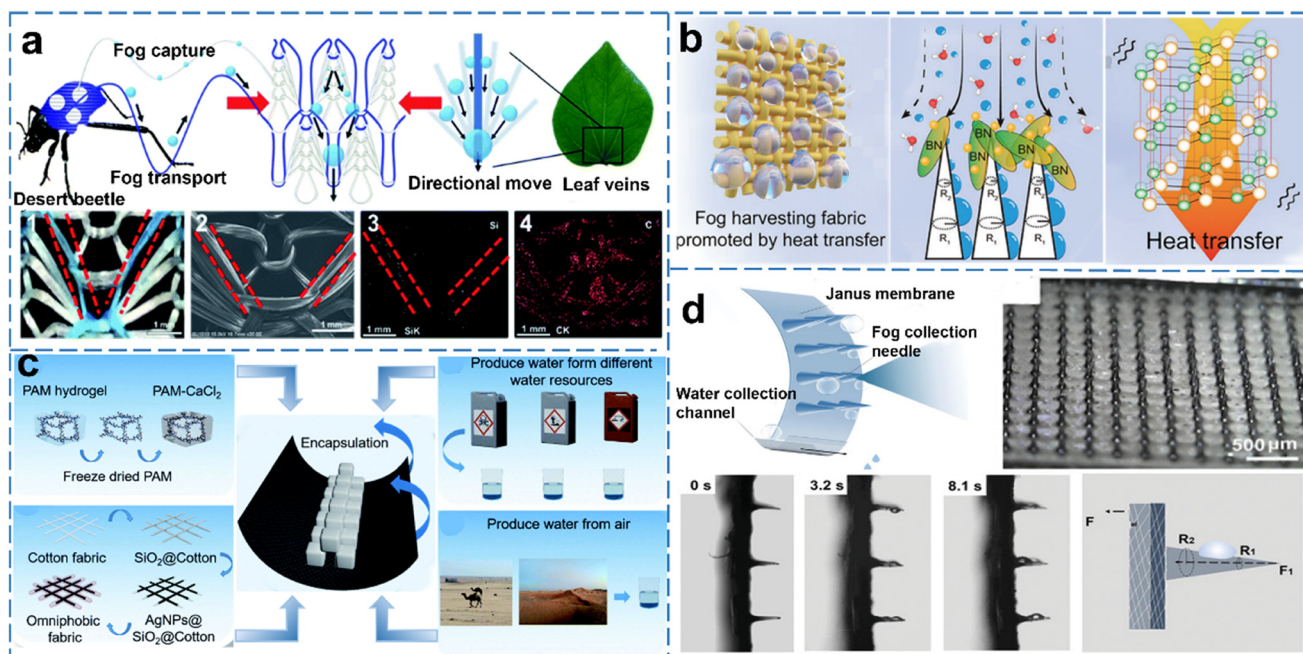 a
Fog capture
Fog transport
Desert beetle
Directional move
Leaf veins
1
1 mm
2
1 mm
3
Si
1 mm
SiK
4
C
1 mm
CK
b
Fog harvesting fabric
promoted by heat transfer
BN
BN
BN
R2
R2
R2
R1
R1
R1
Heat transfer
c
PAM hydrogel
PAM-CaCl2
Freeze dried PAM
Cotton fabric
SiO2@Cotton
Omniphobic
fabric
AgNPs@
SiO2@Cotton
Encapsulation
Produce water form different
water resources
Produce water from air
d
Janus membrane
Fog collection
needle
Water collection
channel
500 μm
0 s
3.2 s
8.1 s
F
R2
R1
F1